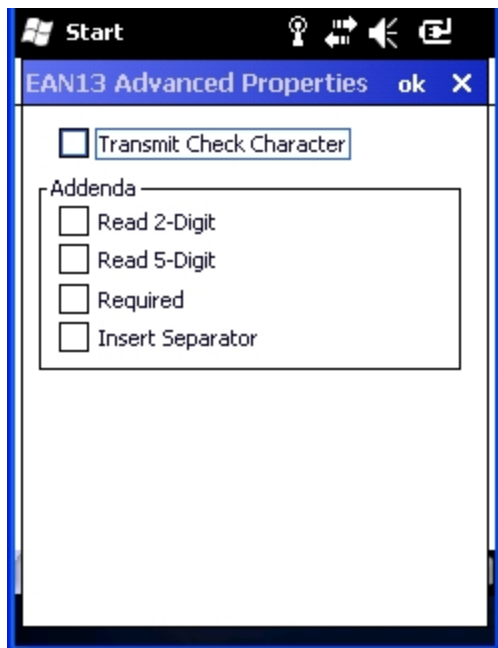 Start
EAN13 Advanced Properties ok X
Transmit Check Character
Addenda
Read 2-Digit
Read 5-Digit
Required
Insert Separator